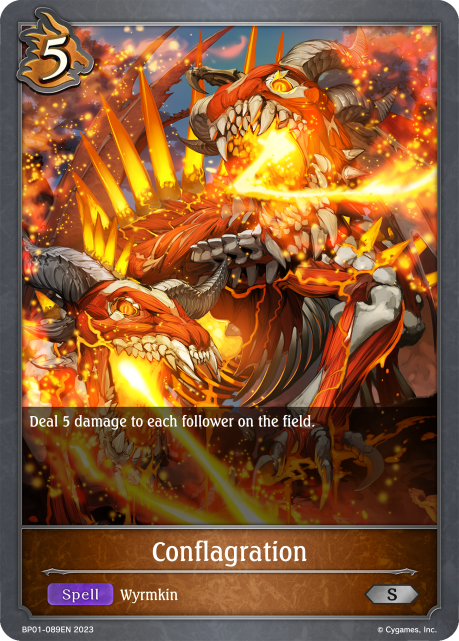 5
Deal 5 damage to each follower on the field.
Conflagration
Spell Wyrmkin S
BP01-089EN 2023 © Cygames, Inc.